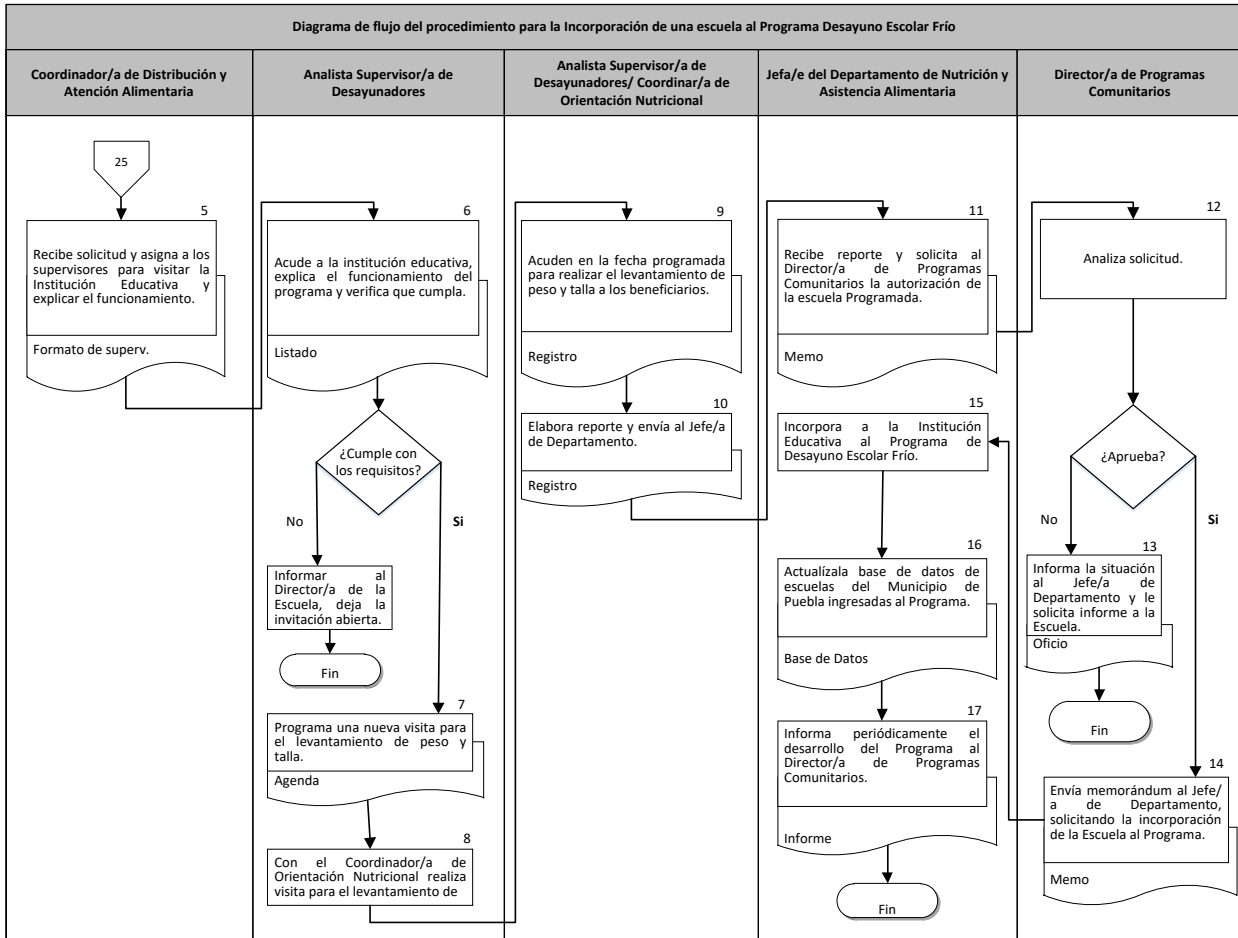 Diagrama de flujo del procedimiento para la Incorporación de una escuela al Programa Desayuno Escolar Frío
Coordinador/a de Distribución y
Atención Alimentaria
Analista Supervisor/a de
Desayunadores
Analista Supervisor/a de
Desayunadores/ Coordinar/a de
Orientación Nutricional
Jefa/e del Departamento de Nutrición y
Asistencia Alimentaria
Director/a de Programas
Comunitarios
25
5
Recibe solicitud y asigna a los
supervisores para visitar la
Institución Educativa y
explicar el funcionamiento.
Formato de superv.
6
Acude a la institución educativa,
explica el funcionamiento del
programa y verifica que cumpla.
Listado
¿Cumple con
los requisitos?
No
Si
Informar al
Director/a de la
Escuela, deja la
invitación abierta.
Fin
7
Programa una nueva visita para
el levantamiento de peso y
talla.
Agenda
8
Con el Coordinador/a de
Orientación Nutricional realiza
visita para el levantamiento de
9
Acuden en la fecha programada
para realizar el levantamiento de
peso y talla a los beneficiarios.
Registro
10
Elabora reporte y envía al Jefe/a
de Departamento.
Registro
11
Recibe reporte y solicita al
Director/a de Programas
Comunitarios la autorización de
la escuela Programada.
Memo
15
Incorpora a la Institución
Educativa al Programa de
Desayuno Escolar Frío.
16
Actualízala base de datos de
escuelas del Municipio de
Puebla ingresadas al Programa.
Base de Datos
17
Informa periódicamente el
desarrollo del Programa al
Director/a de Programas
Comunitarios.
Informe
Fin
12
Analiza solicitud.
¿Aprueba?
No
Si
13
Informa la situación
al Jefe/a de
Departamento y le
solicita informe a la
Escuela.
Oficio
Fin
14
Envía memorándum al Jefe/
a de Departamento,
solicitando la incorporación
de la Escuela al Programa.
Memo